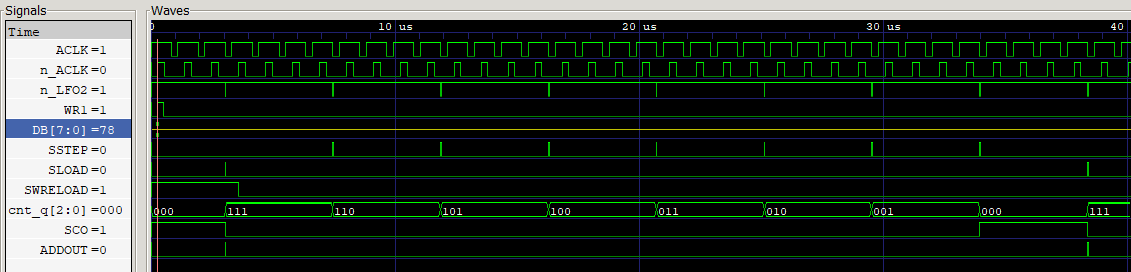 Signals
Waves
Time
0 10 us 20 us 30 us 40
ACLK=1
n_ACLK=0
n_LFO2=1
WR1=1
DB[7:0]=78
SSTEP=0
SLOAD=0
SWRELOAD=1
cnt_q[2:0]=000 000 111 110 101 100 011 010 001 000 111
SCO=1
ADDOUT=0